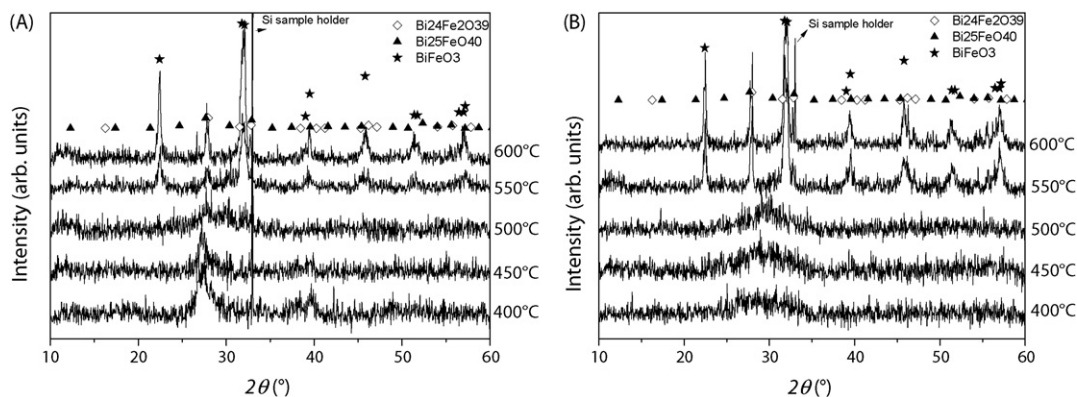 (A)
Si sample holder
Bi24Fe2O39
Bi25FeO40
BiFeO3
600°C
550°C
500°C
450°C
400°C
Intensity (arb. units)
10 20 30 40 50 60
2θ (°)
(B)
Si sample holder
Bi24Fe2O39
Bi25FeO40
BiFeO3
600°C
550°C
500°C
450°C
400°C
Intensity (arb. units)
10 20 30 40 50 60
2θ (°)